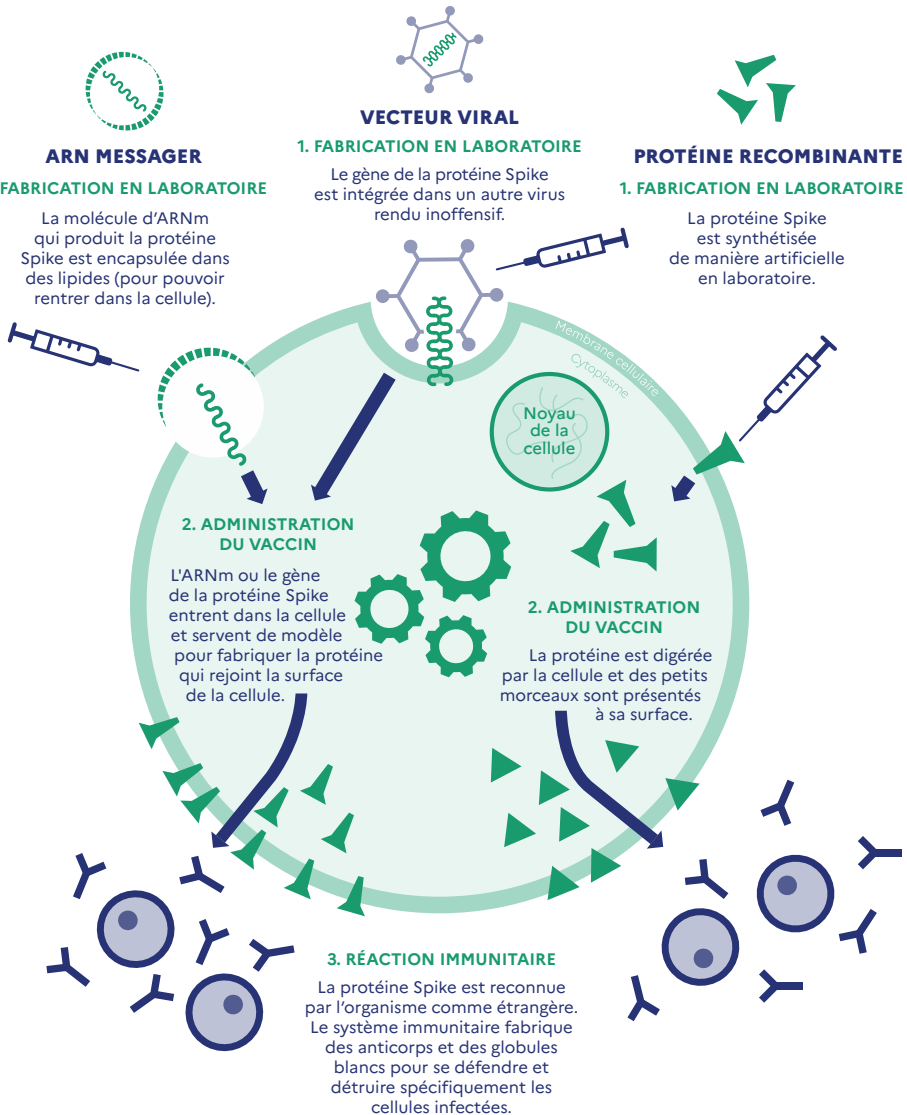 ARN MESSAGER
FABRICATION EN LABORATOIRE
La molécule d'ARNm
qui produit la protéine
Spike est encapsulée dans
des lipides (pour pouvoir
rentrer dans la cellule).
VECTEUR VIRAL
1. FABRICATION EN LABORATOIRE
Le gène de la protéine Spike
est intégrée dans un autre virus
rendu inoffensif.
PROTÉINE RECOMBINANTE
1. FABRICATION EN LABORATOIRE
La protéine Spike
est synthétisée
de manière artificielle
en laboratoire.
Membrane cellulaire
Cytoplasme
Noyau
de la
cellule
2. ADMINISTRATION
DU VACCIN
L'ARNm ou le gène
de la protéine Spike
entrent dans la cellule
et servent de modèle
pour fabriquer la protéine
qui rejoint la surface
de la cellule.
2. ADMINISTRATION
DU VACCIN
La protéine est digérée
par la cellule et des petits
morceaux sont présentés
à sa surface.
3. RÉACTION IMMUNITAIRE
La protéine Spike est reconnue
par l'organisme comme étrangère.
Le système immunitaire fabrique
des anticorps et des globules
blancs pour se défendre et
détruire spécifiquement les
cellules infectées.